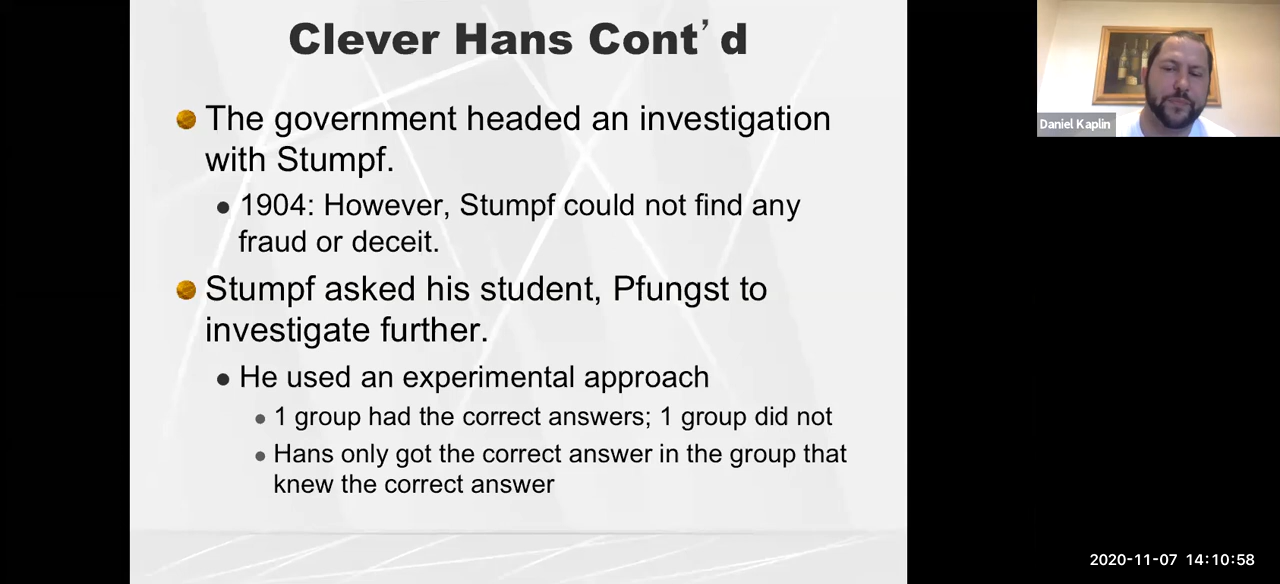 Clever Hans Cont’d
The government headed an investigation
with Stumpf.
1904: However, Stumpf could not find any
fraud or deceit.
Stumpf asked his student, Pfungst to
investigate further.
He used an experimental approach
1 group had the correct answers; 1 group did not
Hans only got the correct answer in the group that
knew the correct answer
Daniel Kaplin
2020-11-07 14:10:58